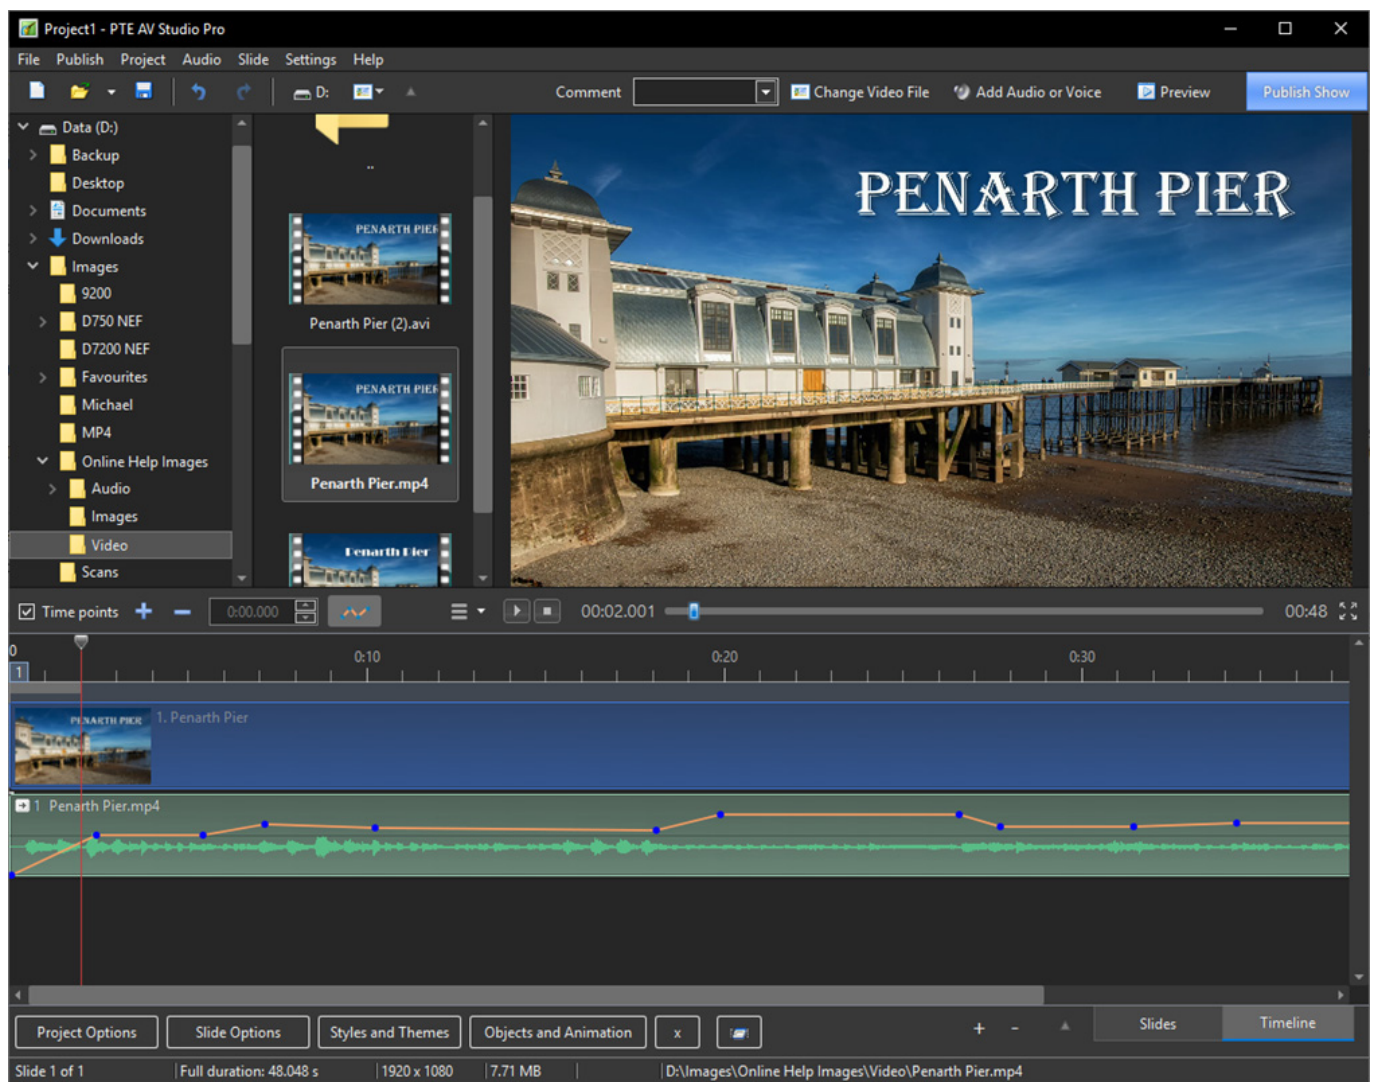 Project1 - PTE AV Studio Pro
File Publish Project Audio Slide Settings Help
D: Comment Change Video File Add Audio or Voice Preview Publish Show
Data (D:)
Backup
Desktop
Documents
Downloads
Images
9200
D750 NEF
D7200 NEF
Favourites
Michael
MP4
Online Help Images
Audio
Images
Video
Scans
..
PENARTH PIER
Penarth Pier (2).avi
PENARTH PIER
Penarth Pier.mp4
Penarth Pier
PENARTH PIER
Time points 0:00.000 00:02.001 00:48
0 0:10 0:20 0:30
1
PENARTH PIER 1. Penarth Pier
1 Penarth Pier.mp4
Project Options Slide Options Styles and Themes Objects and Animation x + - Slides Timeline
Slide 1 of 1 Full duration: 48.048 s 1920 x 1080 7.71 MB D:\Images\Online Help Images\Video\Penarth Pier.mp4